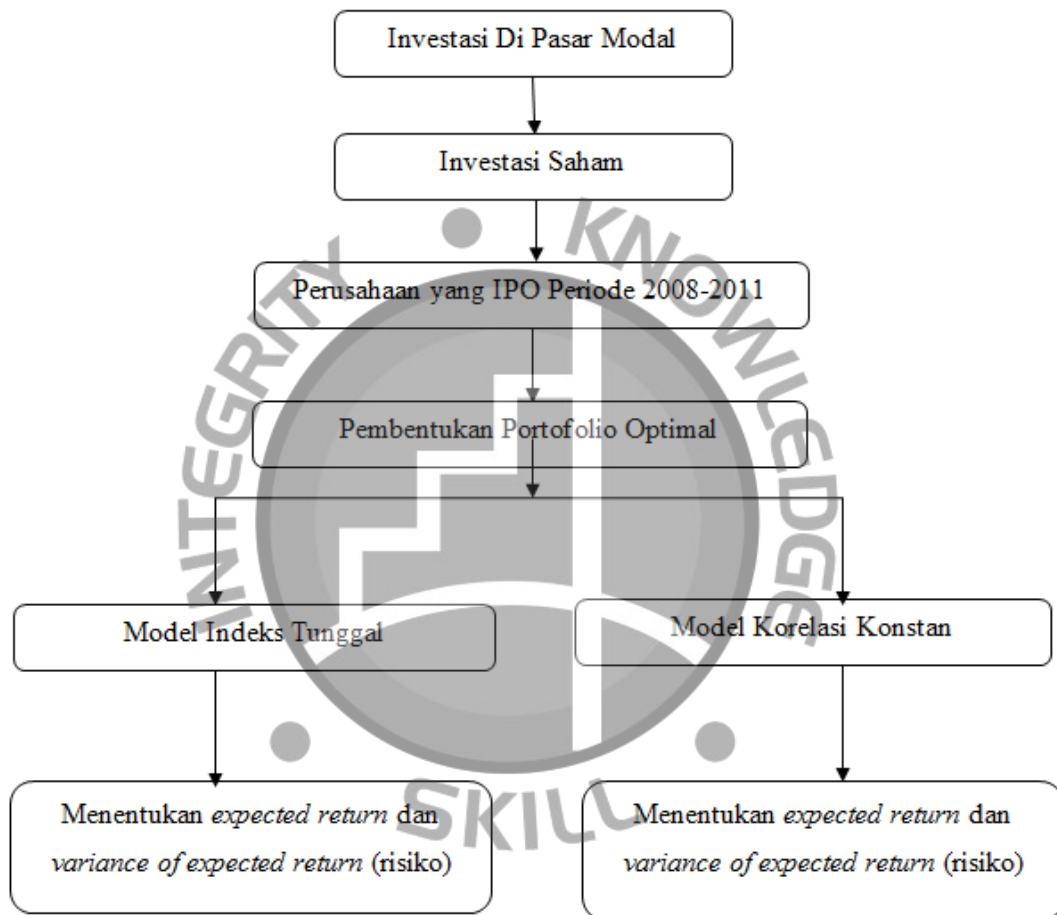 Investasi Di Pasar Modal
Investasi Saham
INTEGRITY
KNOWLEDGE
Perusahaan yang IPO Periode 2008-2011
Pembentukan Portofolio Optimal
Model Indeks Tunggal
Model Korelasi Konstan
SKILL
Menentukan expected return dan
variance of expected return (risiko)
Menentukan expected return dan
variance of expected return (risiko)